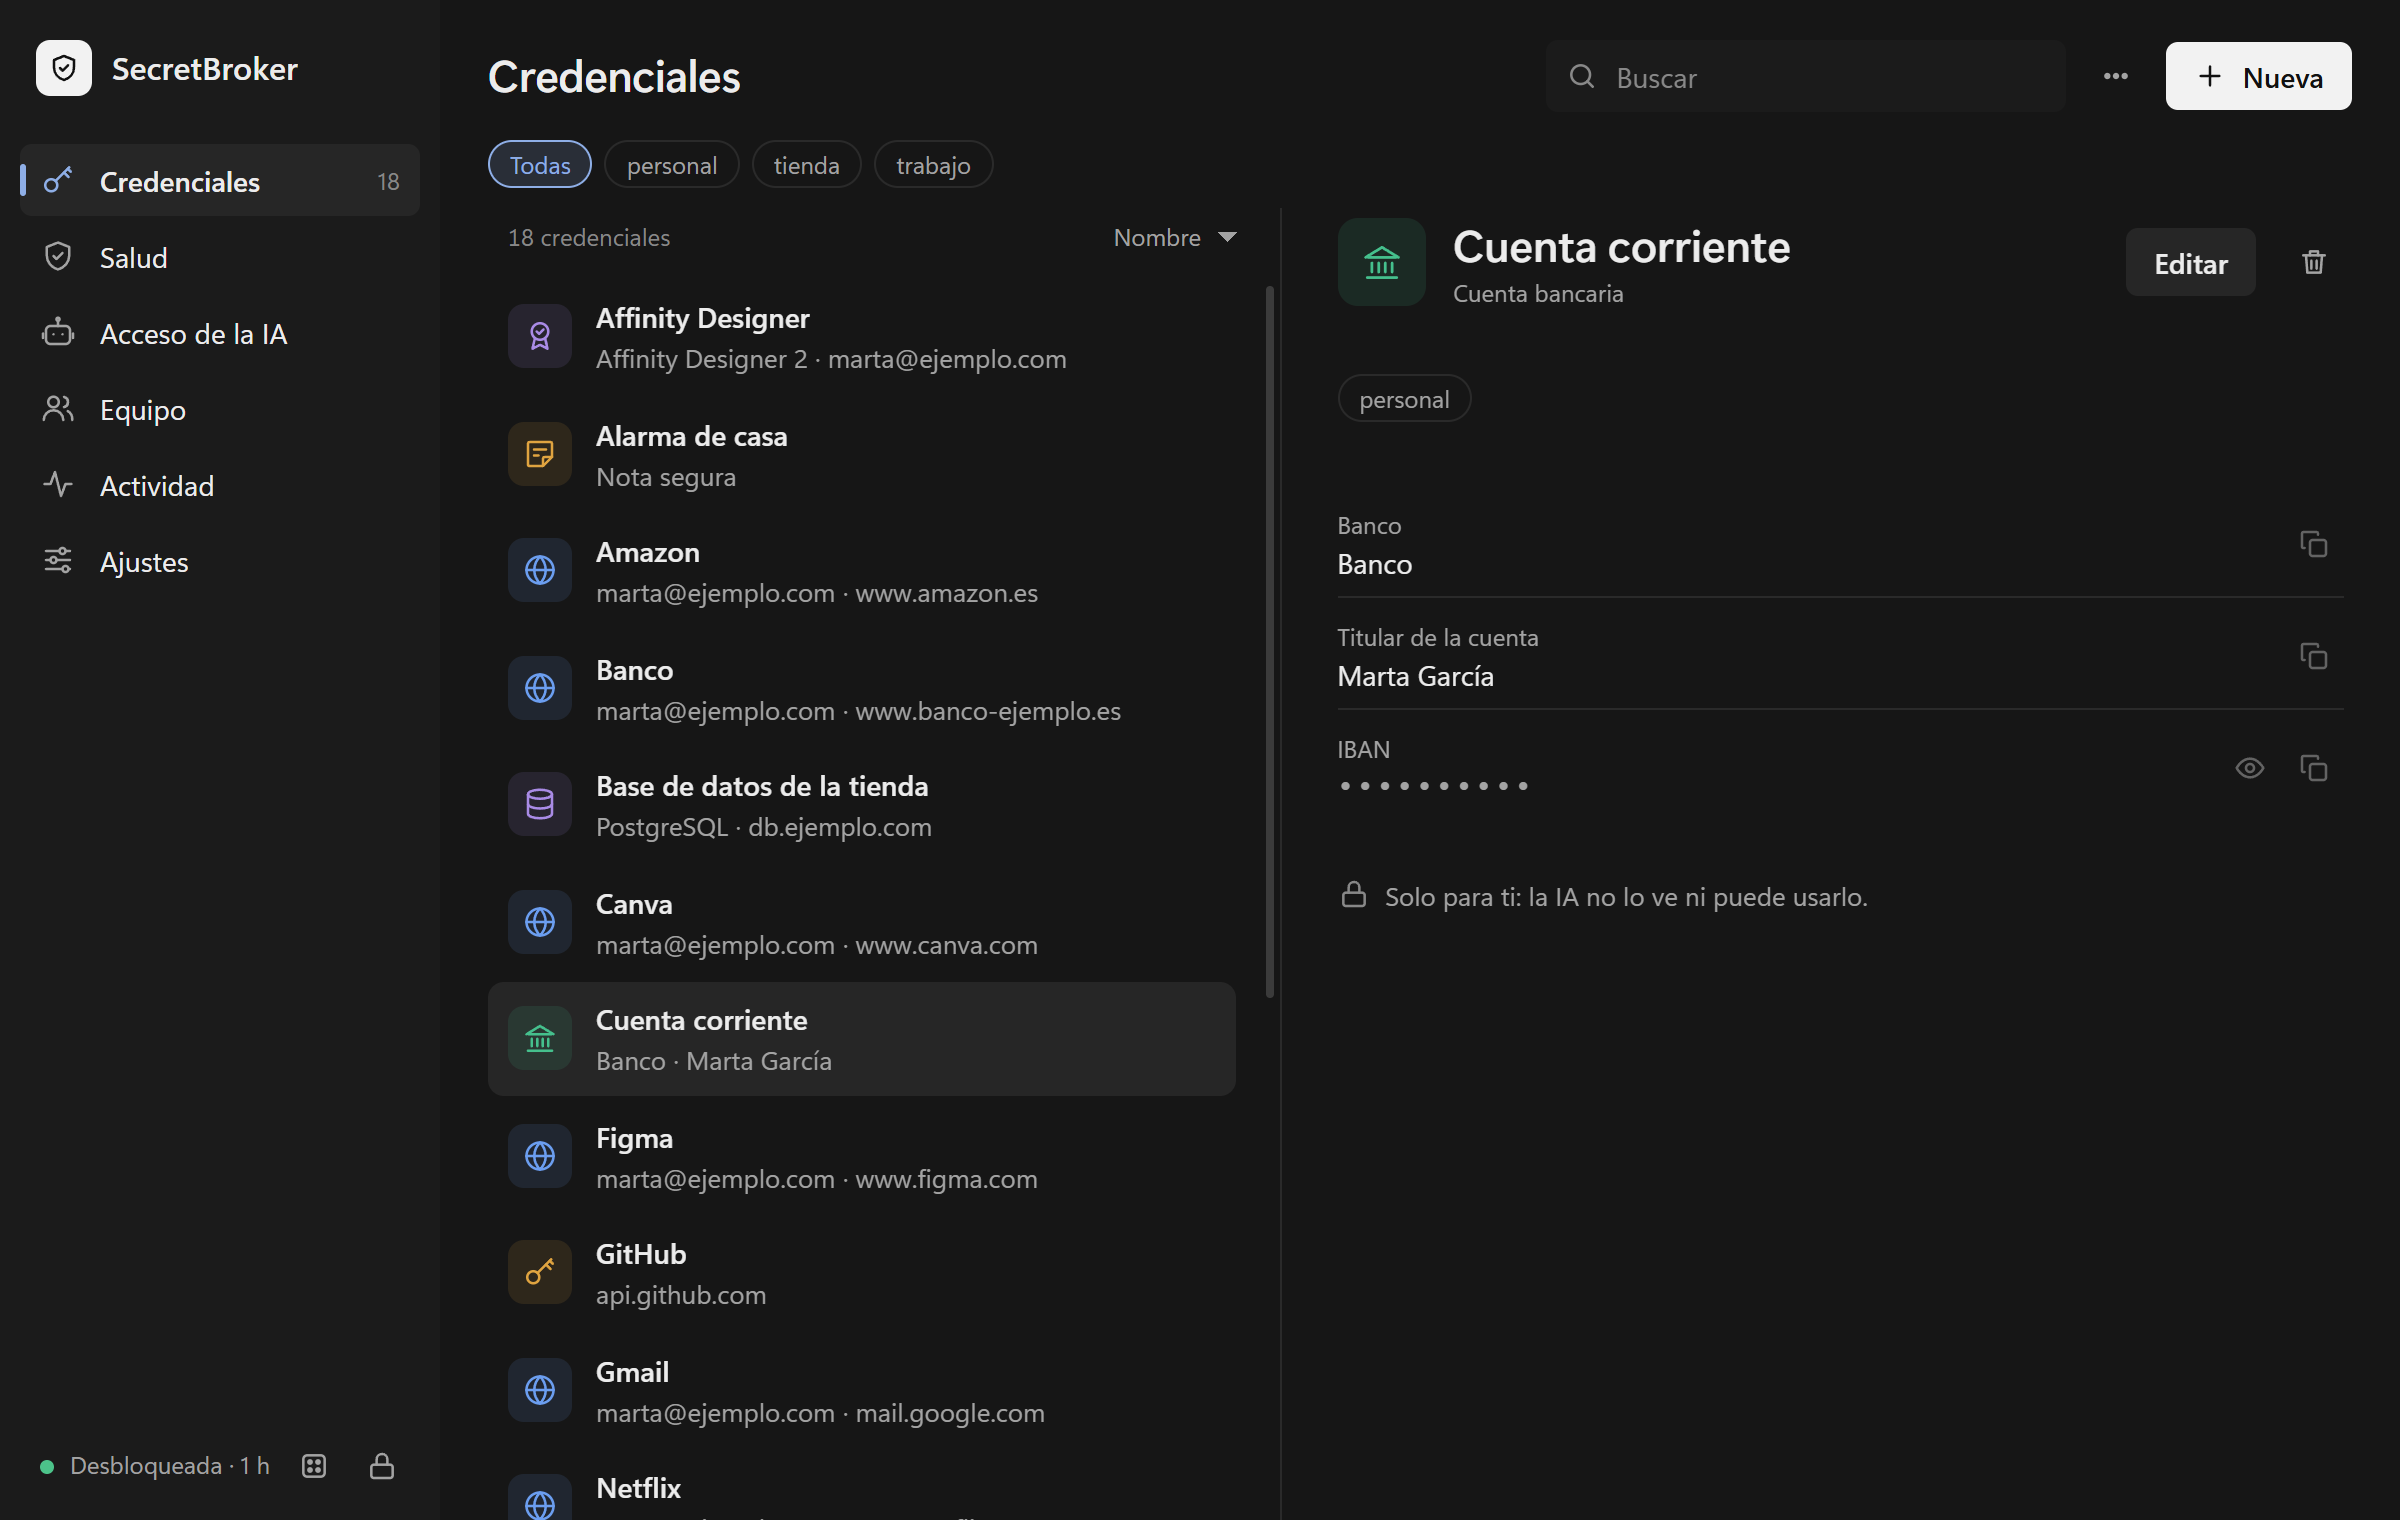 SecretBroker
Credenciales 18
Salud
Acceso de la IA
Equipo
Actividad
Ajustes
Desbloqueada · 1 h
Credenciales
Buscar
Nueva
Todas personal tienda trabajo
18 credenciales Nombre
Affinity Designer
Affinity Designer 2 · marta@ejemplo.com
Alarma de casa
Nota segura
Amazon
marta@ejemplo.com · www.amazon.es
Banco
marta@ejemplo.com · www.banco-ejemplo.es
Base de datos de la tienda
PostgreSQL · db.ejemplo.com
Canva
marta@ejemplo.com · www.canva.com
Cuenta corriente
Banco · Marta García
Figma
marta@ejemplo.com · www.figma.com
GitHub
api.github.com
Gmail
marta@ejemplo.com · mail.google.com
Netflix
Cuenta corriente
Cuenta bancaria
Editar
personal
Banco
Banco
Titular de la cuenta
Marta García
IBAN
••••••••••
Solo para ti: la IA no lo ve ni puede usarlo.